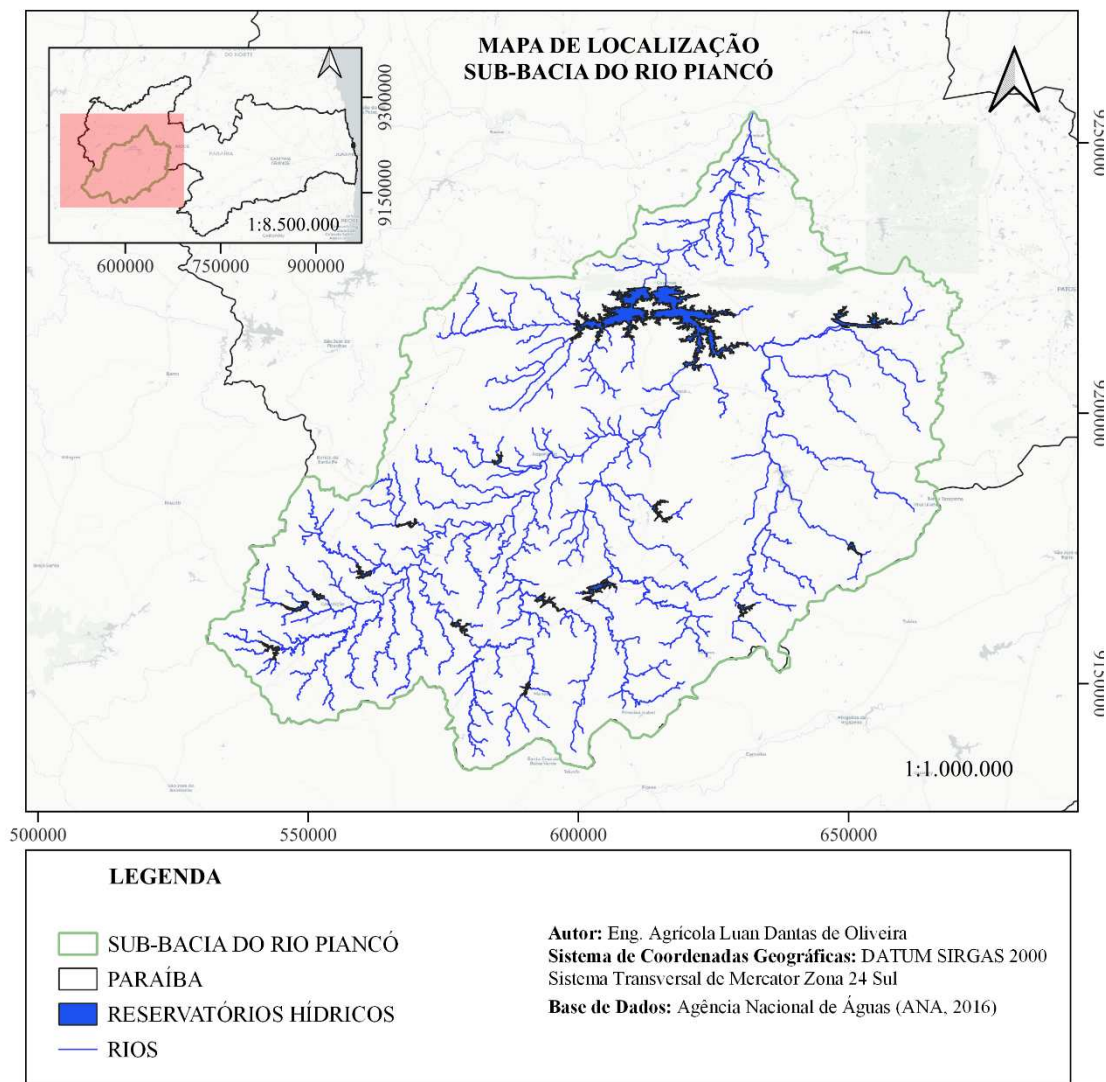 MAPA DE LOCALIZAÇÃO
SUB-BACIA DO RIO PIANCÓ
9300000
9150000
1:8.500.000
600000
750000
900000
9250000
9200000
9150000
1:1.000.000
500000
550000
600000
650000
LEGENDA
SUB-BACIA DO RIO PIANCÓ
PARAÍBA
RESERVATÓRIOS HÍDRICOS
RIOS
Autor: Eng. Agrícola Luan Dantas de Oliveira
Sistema de Coordenadas Geográficas: DATUM SIRGAS 2000
Sistema Transversal de Mercator Zona 24 Sul
Base de Dados: Agência Nacional de Águas (ANA, 2016)